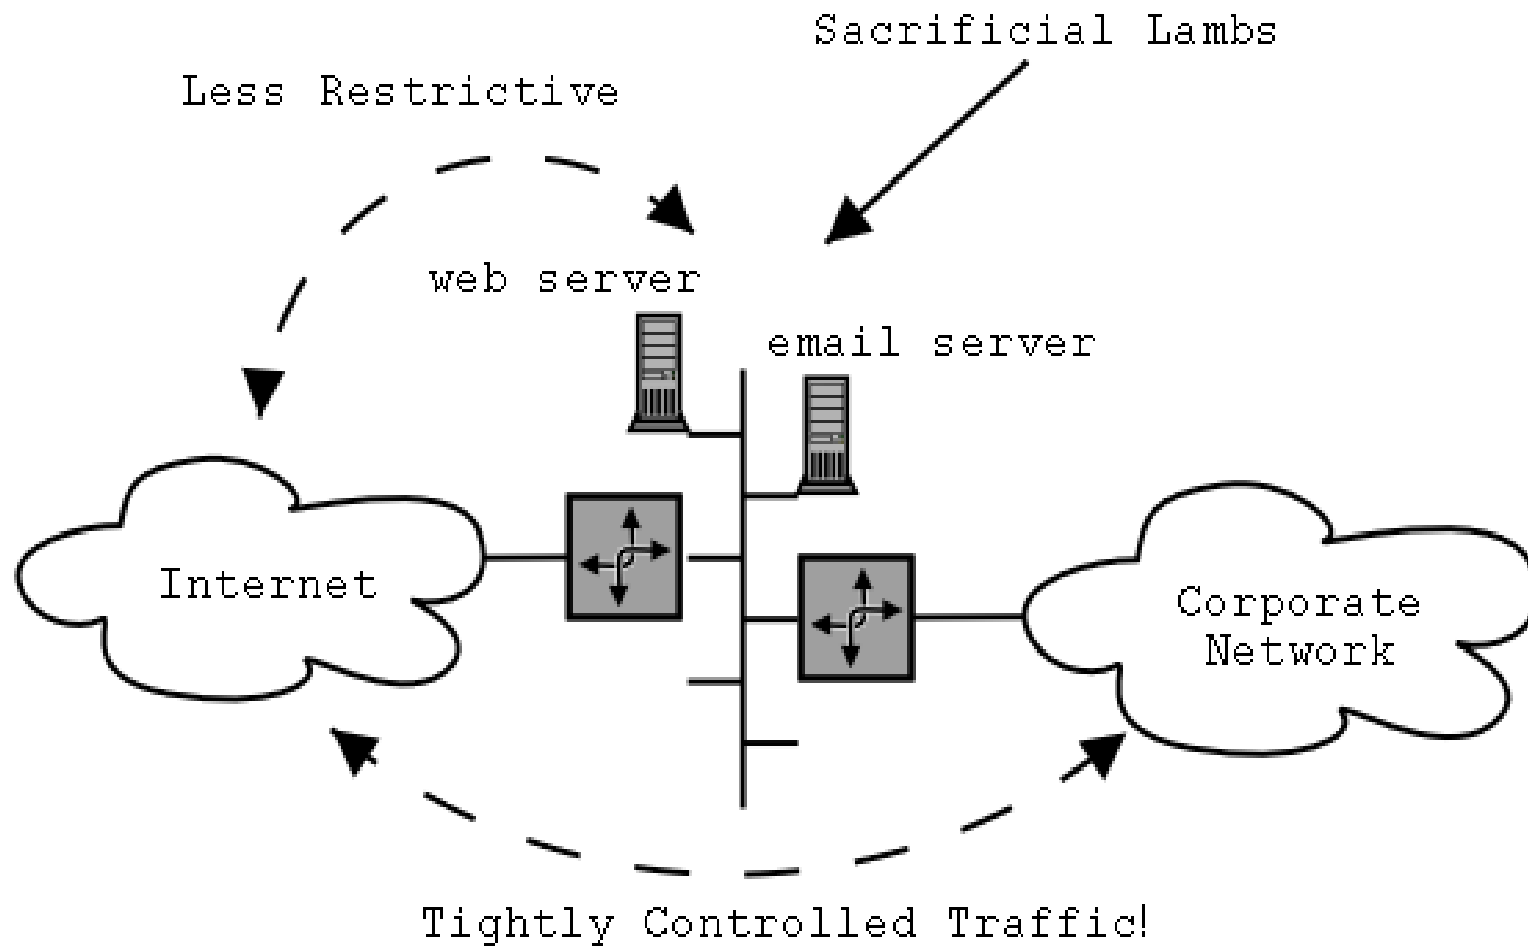 Sacrificial Lambs
Less Restrictive
web server
email server
Internet
Corporate
Network
Tightly Controlled Traffic!